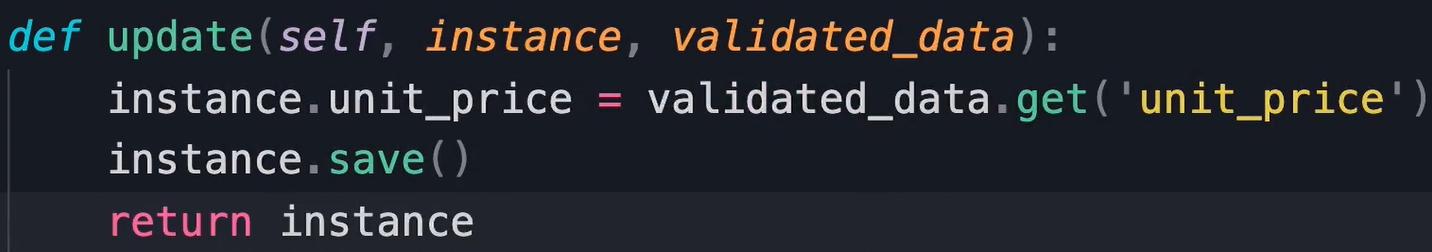 def update(self, instance, validated_data):
    instance.unit_price = validated_data.get('unit_price')
    instance.save()
    return instance